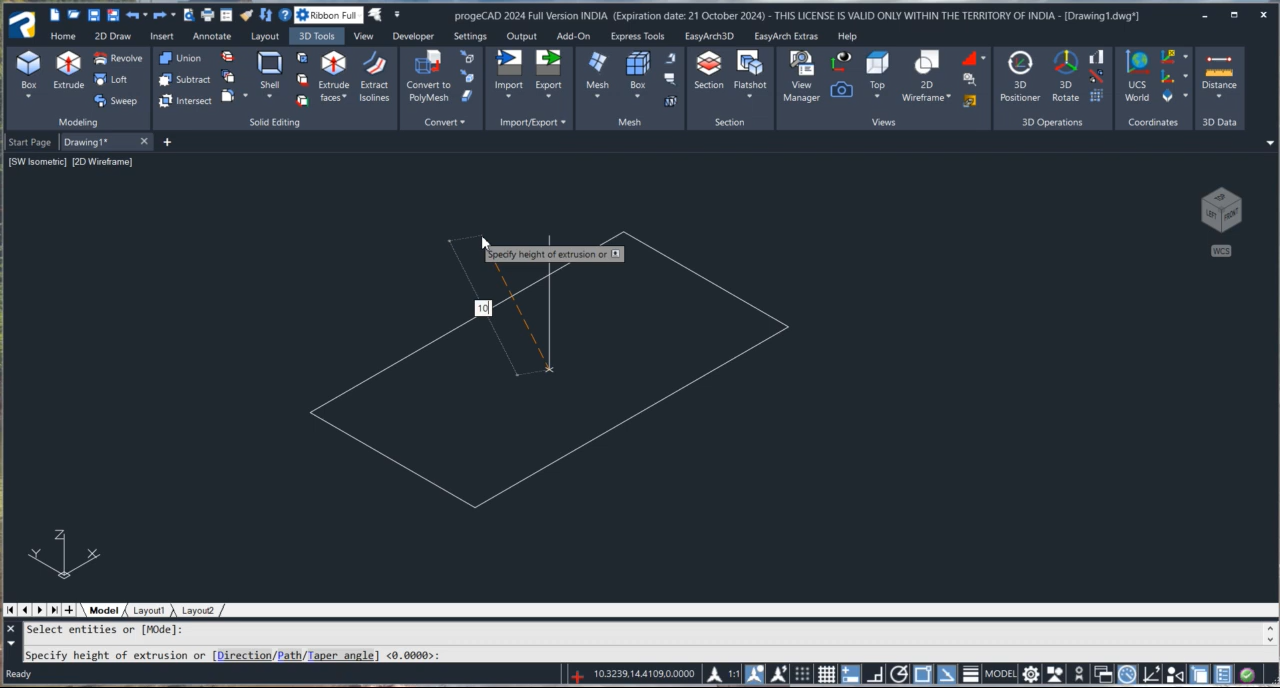 Ribbon Full
progeCAD 2024 Full Version INDIA (Expiration date: 21 October 2024) - THIS LICENSE IS VALID ONLY WITHIN THE TERRITORY OF INDIA - [Drawing1.dwg*]
Home 2D Draw Insert Annotate Layout 3D Tools View Developer Settings Output Add-On Express Tools EasyArch3D EasyArch Extras Help
Revolve Union
Loft Subtract
Sweep Intersect
Box Extrude Shell Extrude faces Extract Isolines Convert to PolyMesh Import Export Mesh Box Section Flatshot View Manager Top 2D Wireframe 3D Positioner 3D Rotate UCS World Distance
Modeling Solid Editing Convert Import/Export Mesh Section Views 3D Operations Coordinates 3D Data
Start Page Drawing1*
[SW Isometric] [2D Wireframe]
TOP
LEFT FRONT
WCS
Specify height of extrusion or
10
Z
Y X
Model Layout1 Layout2
Select entities or [MOde]:
Specify height of extrusion or [Direction/Path/Taper angle] <0.0000>:
Ready 10.3239,14.4109,0.0000 1:1 MODEL